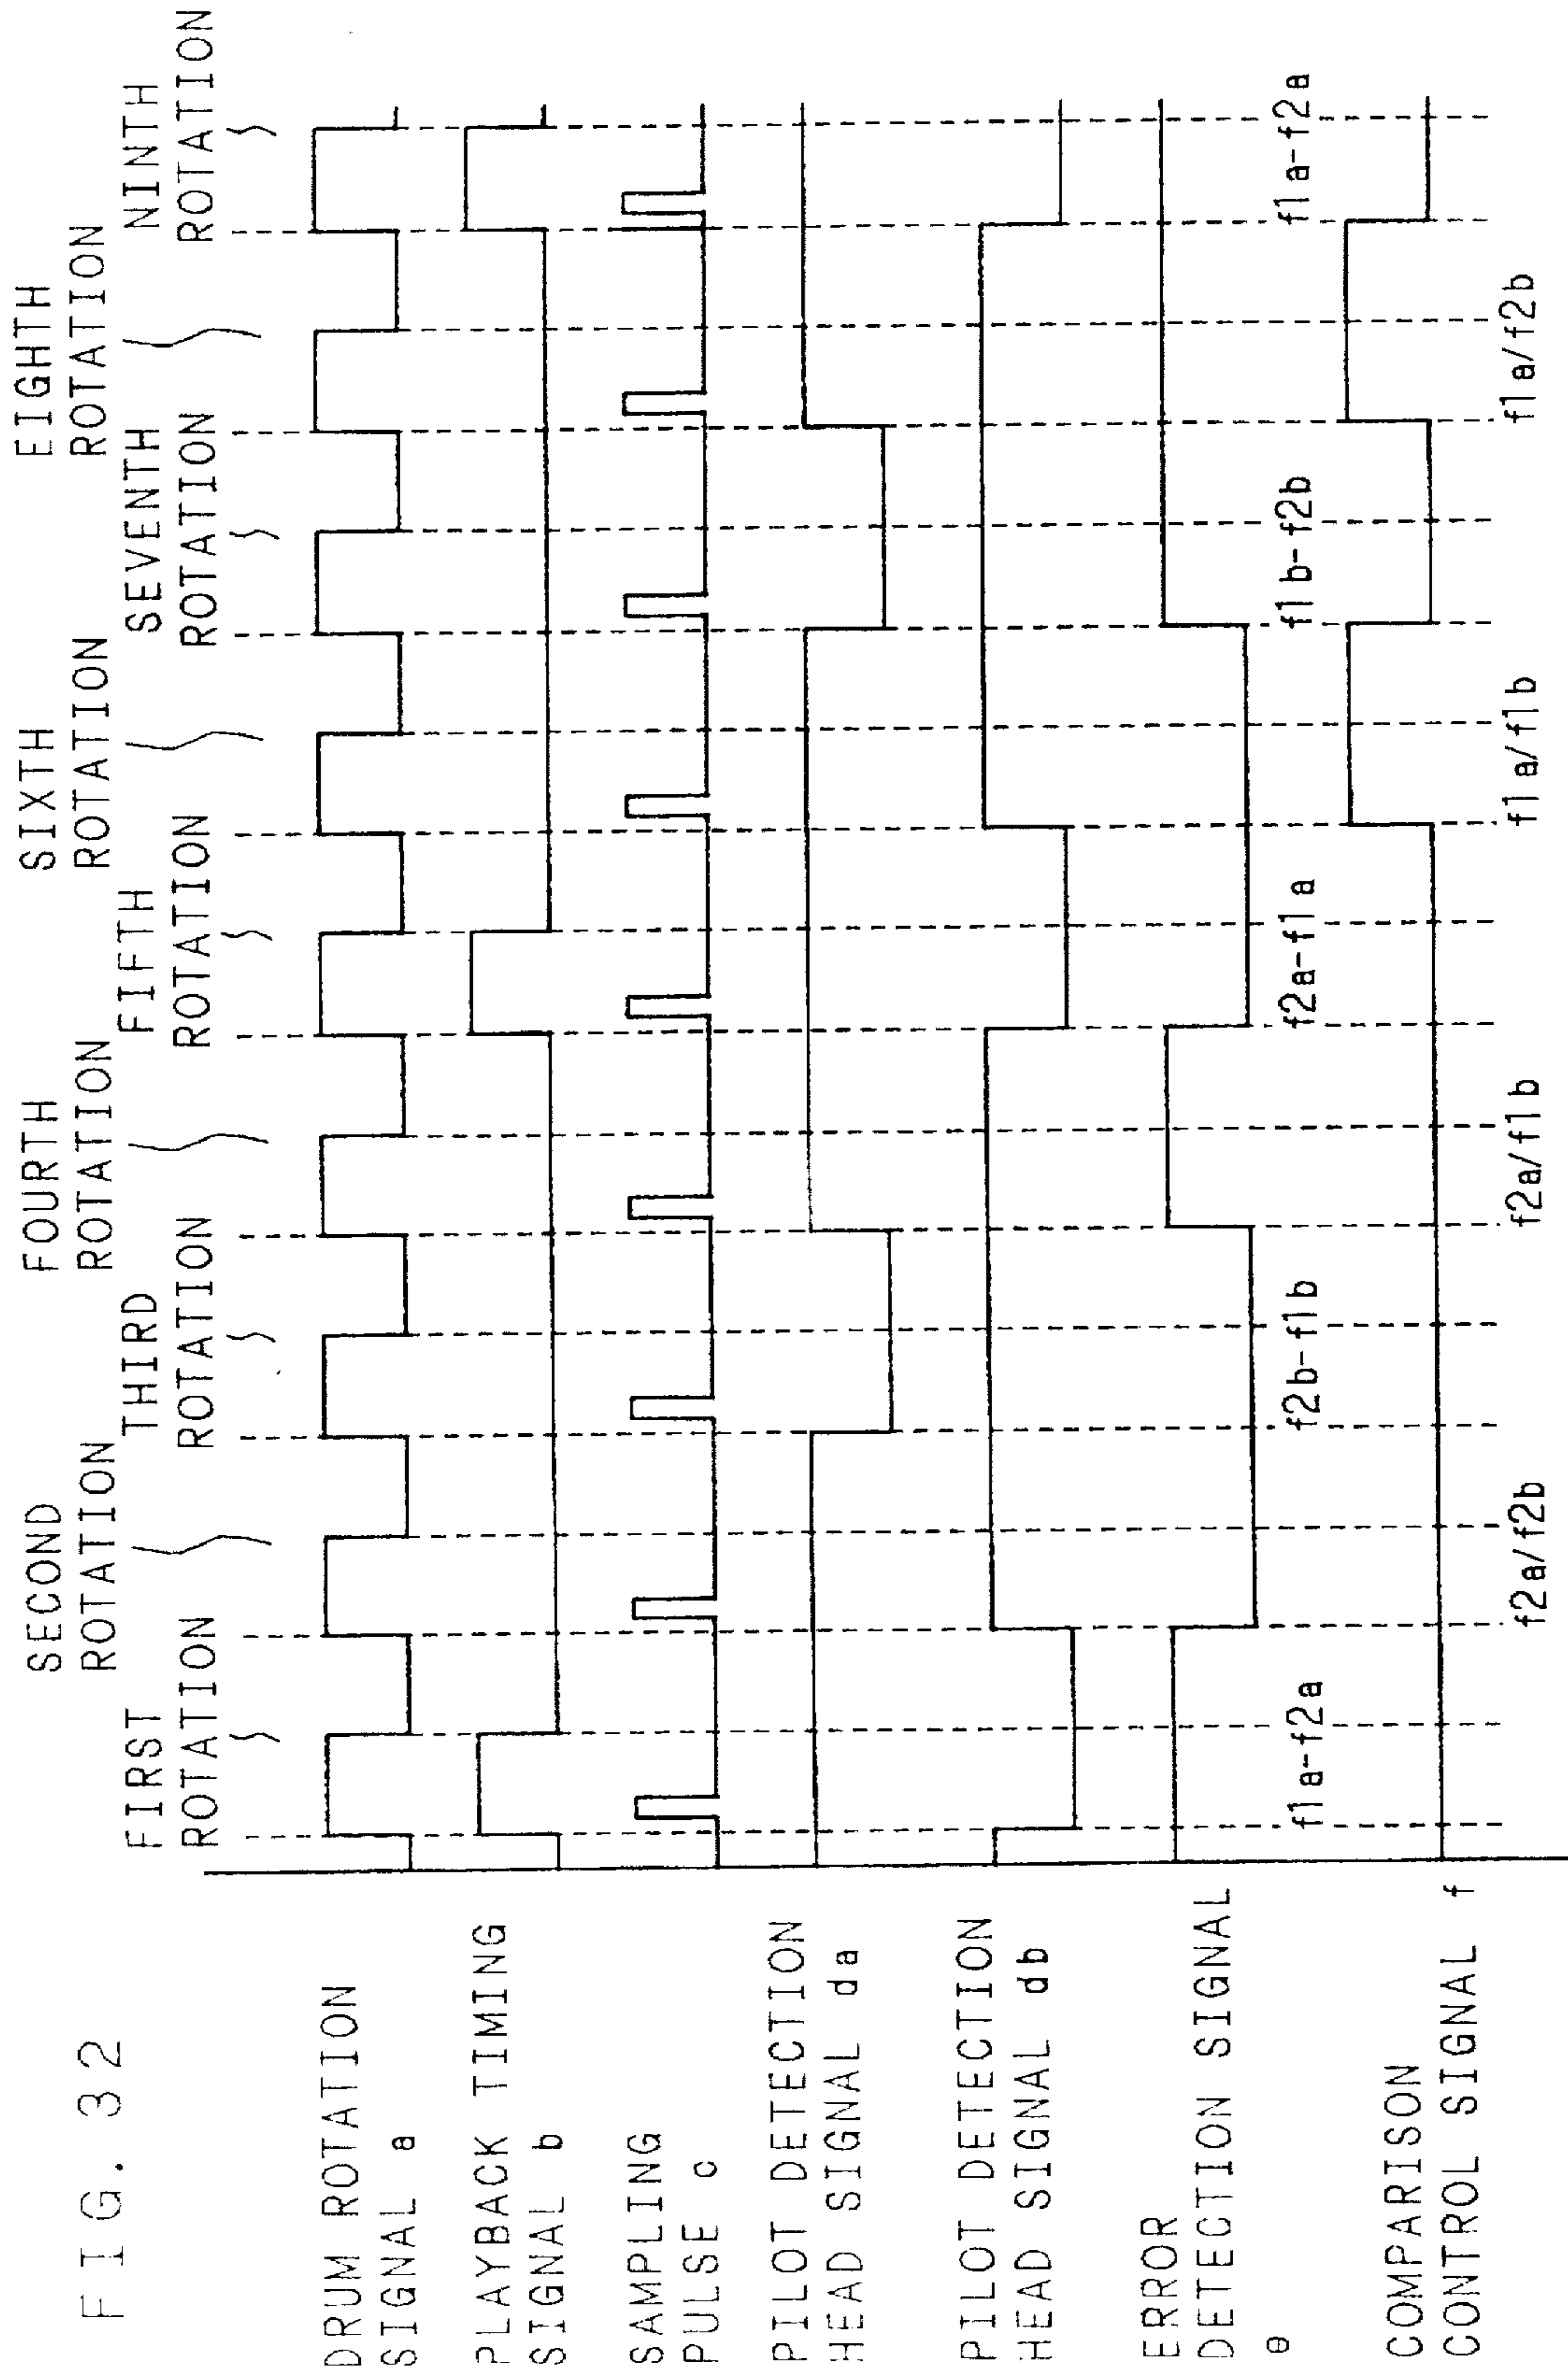 FIG. 32
FIRST
ROTATION
SECOND
ROTATION
THIRD
ROTATION
FOURTH
ROTATION
FIFTH
ROTATION
SIXTH
ROTATION
SEVENTH
ROTATION
EIGHTH
ROTATION
NINTH
ROTATION
DRUM ROTATION
SIGNAL a
PLAYBACK TIMING
SIGNAL b
SAMPLING
PULSE c
PILOT DETECTION
HEAD SIGNAL da
PILOT DETECTION
HEAD SIGNAL db
ERROR
DETECTION SIGNAL
e
f1a-f2a
f2b-f1b
f2a-f1a
f1b-f2b
f1a-f2a
COMPARISON
CONTROL SIGNAL f
f2a/f2b
f2a/f1b
f1a/f1b
f1a/f2b